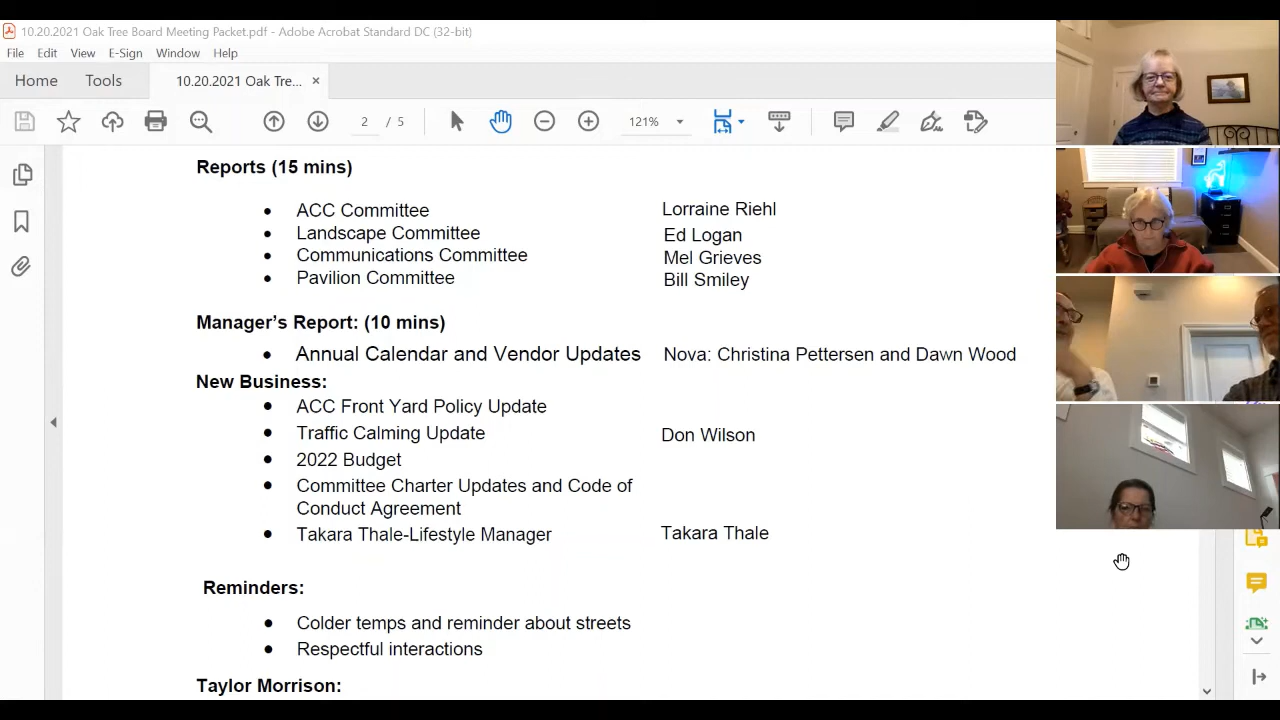 10.20.2021 Oak Tree Board Meeting Packet.pdf - Adobe Acrobat Standard DC (32-bit)
File Edit View E-Sign Window Help
Home Tools 10.20.2021 Oak Tre... ×
2 / 5 121%
Reports (15 mins)
• ACC Committee Lorraine Riehl
• Landscape Committee Ed Logan
• Communications Committee Mel Grieves
• Pavilion Committee Bill Smiley
Manager's Report: (10 mins)
• Annual Calendar and Vendor Updates Nova: Christina Pettersen and Dawn Wood
New Business:
• ACC Front Yard Policy Update
• Traffic Calming Update Don Wilson
• 2022 Budget
• Committee Charter Updates and Code of
Conduct Agreement
• Takara Thale-Lifestyle Manager Takara Thale
Reminders:
• Colder temps and reminder about streets
• Respectful interactions
Taylor Morrison: